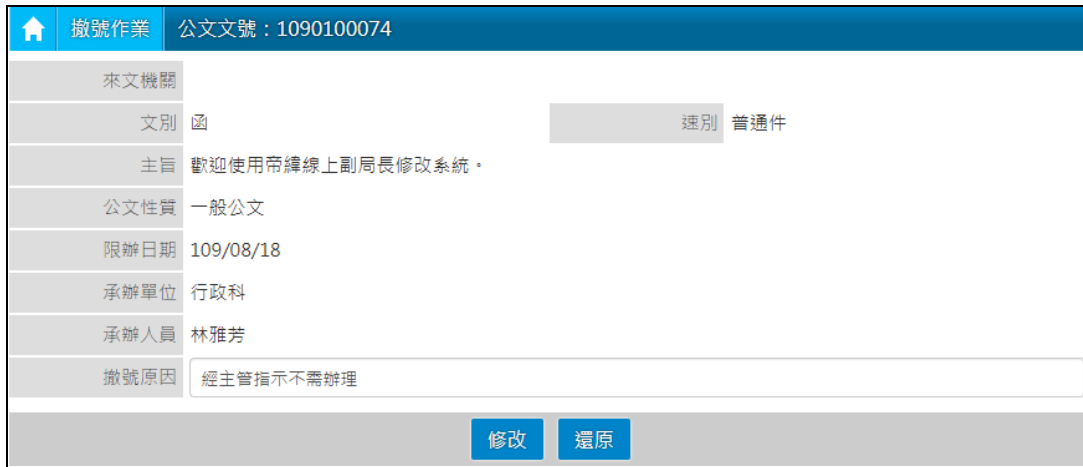 撤號作業 公文文號：1090100074
來文機關
文別 函 速別 普通件
主旨 歡迎使用帝緯線上副局長修改系統。
公文性質 一般公文
限辦日期 109/08/18
承辦單位 行政科
承辦人員 林雅芳
撤號原因 經主管指示不需辦理
修改 還原